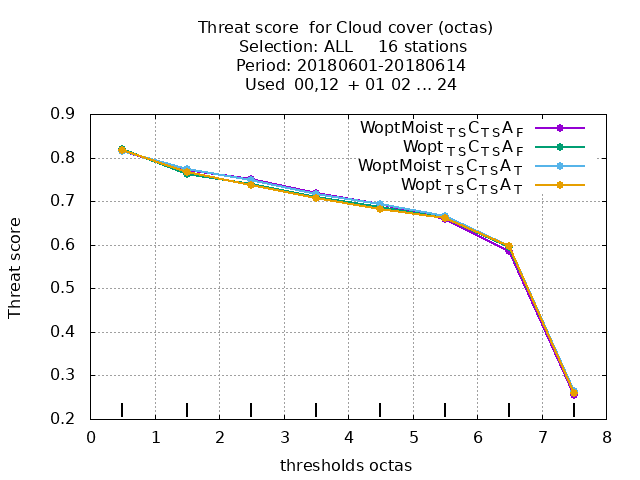 Threat score  for Cloud cover (octas)
Selection: ALL     16 stations
Period: 20180601-20180614
Used  00,12  + 01 02 ... 24
WoptMoist TS C TS A F
Wopt TS C TS A F
WoptMoist TS C TS A T
Wopt TS C TS A T
Threat score
0.9
0.8
0.7
0.6
0.5
0.4
0.3
0.2
0 1 2 3 4 5 6 7 8
thresholds octas